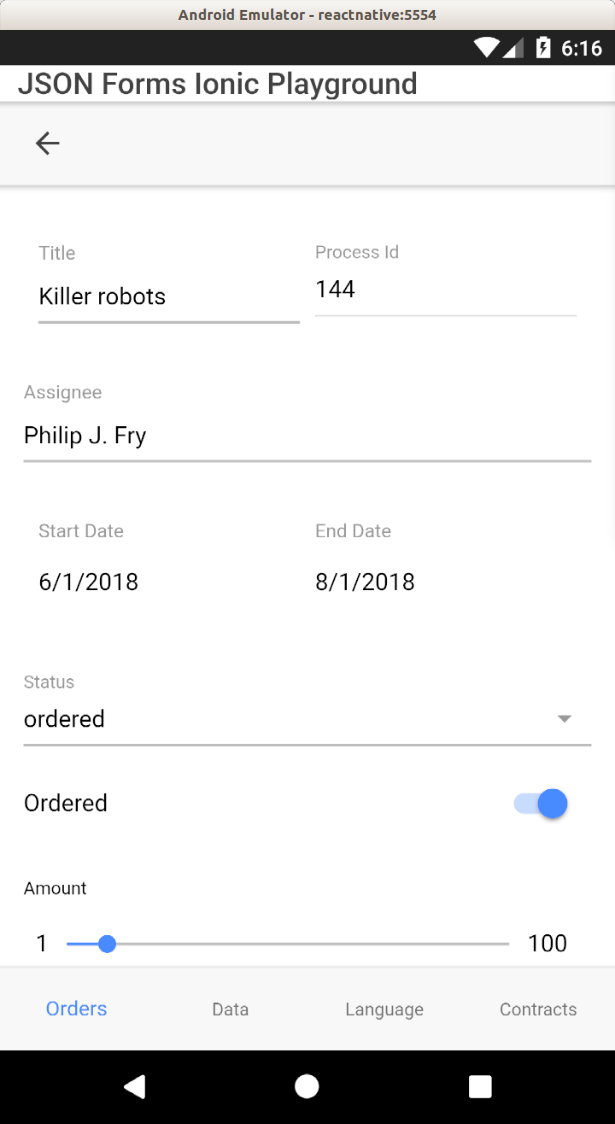 Android Emulator - reactnative:5554
6:16
JSON Forms Ionic Playground
Title
Process Id
Killer robots
144
Assignee
Philip J. Fry
Start Date
End Date
6/1/2018
8/1/2018
Status
ordered
Ordered
Amount
1
100
Orders
Data
Language
Contracts